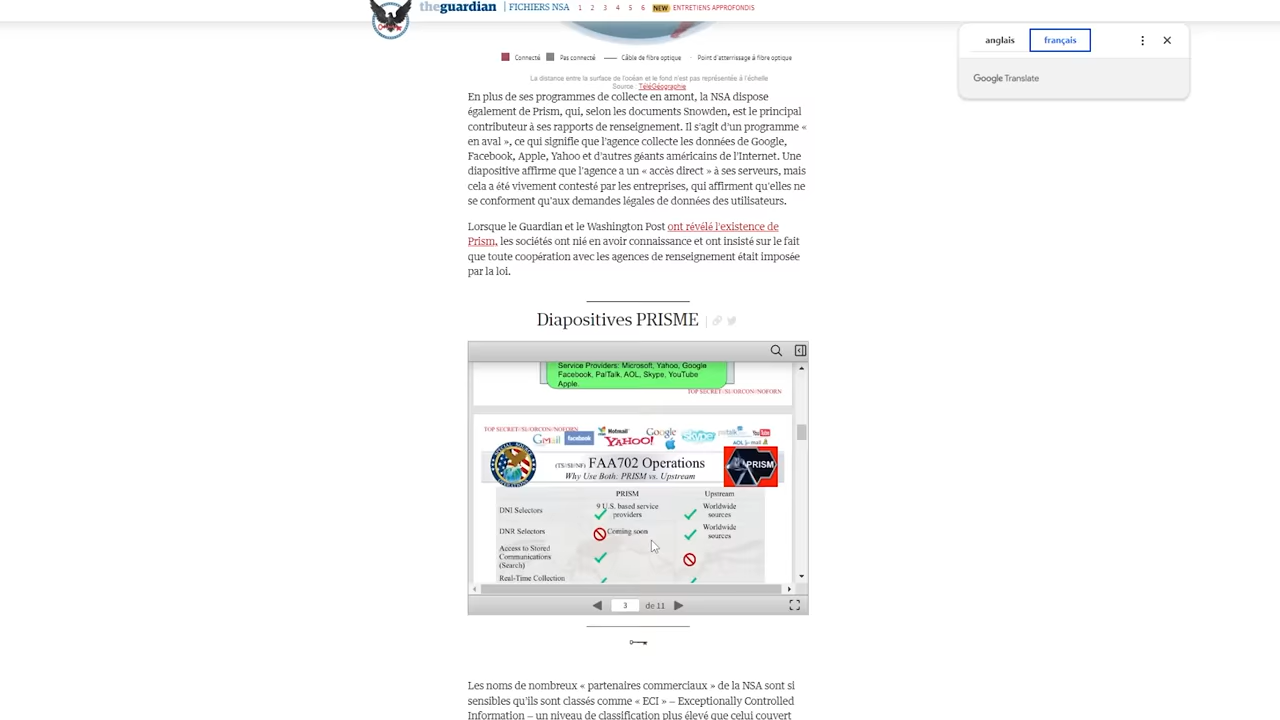 theguardian | FICHIERS NSA 1 2 3 4 5 6 NEW ENTRETIENS APPROFONDIS
anglais français
Google Translate
Connecté Pas connecté Câble de fibre optique Point d'atterrissage à fibre optique
La distance entre la surface de l'océan et le fond n'est pas représentée à l'échelle
Source TéléGéographie
En plus de ses programmes de collecte en amont, la NSA dispose
également de Prism, qui, selon les documents Snowden, est le principal
contributeur à ses rapports de renseignement. Il s'agit d'un programme «
en aval », ce qui signifie que l'agence collecte les données de Google,
Facebook, Apple, Yahoo et d'autres géants américains de l'Internet. Une
diapositive affirme que l'agence a un « accès direct » à ses serveurs, mais
cela a été vivement contesté par les entreprises, qui affirment qu'elles ne
se conforment qu'aux demandes légales de données des utilisateurs.
Lorsque le Guardian et le Washington Post ont révélé l'existence de
Prism, les sociétés ont nié en avoir connaissance et ont insisté sur le fait
que toute coopération avec les agences de renseignement était imposée
par la loi.
Diapositives PRISME
Service Providers: Microsoft, Yahoo, Google
Facebook, PalTalk, AOL, Skype, YouTube
Apple.
TOP SECRET//SI//ORCON//NOFORN
TOP SECRET//SI//ORCON//NOFORN
Gmail facebook Hotmail YAHOO! Google skype paltalk YouTube
AOL mail
(TS//SI//NF) FAA702 Operations
Why Use Both: PRISM vs. Upstream
PRISM
PRISM Upstream
DNI Selectors 9 U.S. based service providers Worldwide sources
DNR Selectors Coming soon Worldwide sources
Access to Stored
Communications
(Search)
Real-Time Collection
3 de 11
Les noms de nombreux « partenaires commerciaux » de la NSA sont si
sensibles qu'ils sont classés comme « ECI » – Exceptionally Controlled
Information – un niveau de classification plus élevé que celui couvert